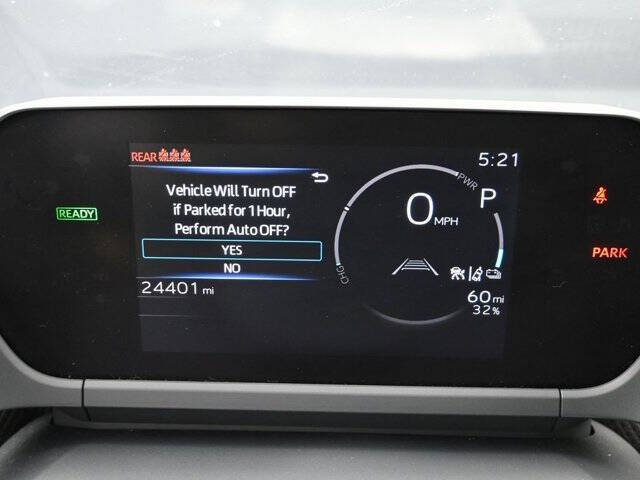 REAR
5:21
Vehicle Will Turn OFF
if Parked for 1 Hour,
Perform Auto OFF?
YES
NO
24401 mi
READY
PWR
P
0 MPH
CHG
60 mi
32%
PARK